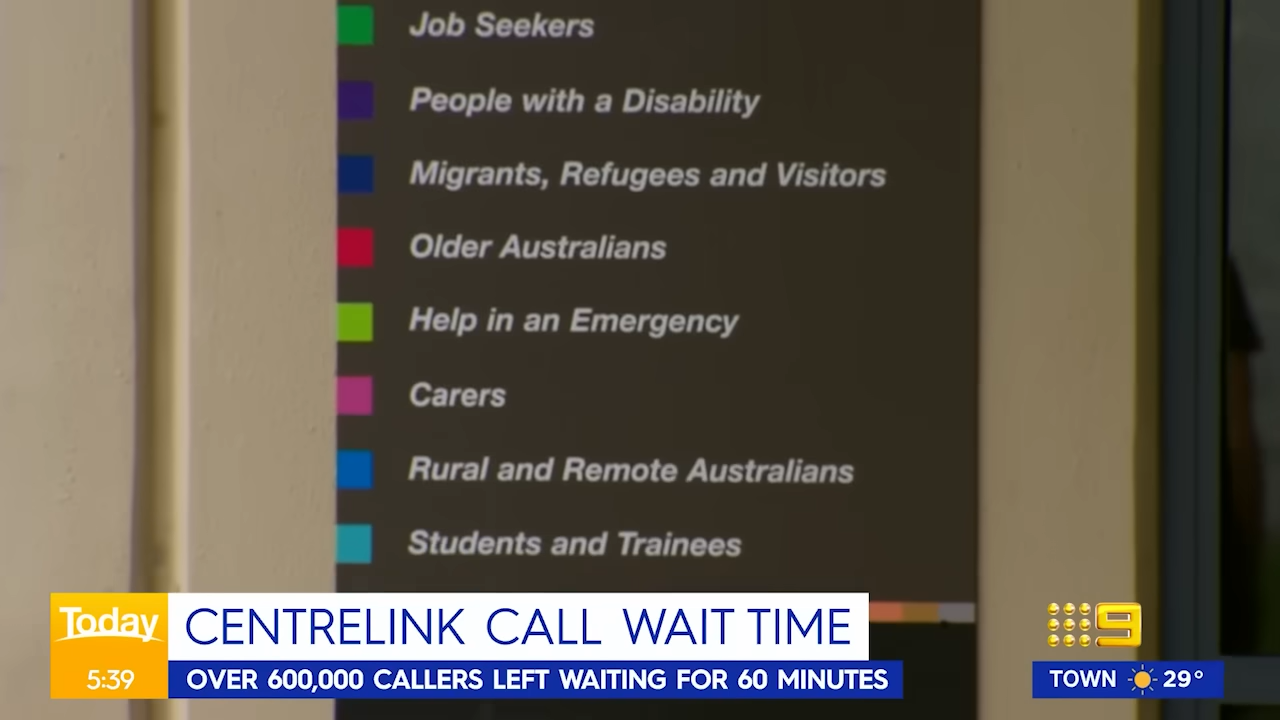 Job Seekers
People with a Disability
Migrants, Refugees and Visitors
Older Australians
Help in an Emergency
Carers
Rural and Remote Australians
Students and Trainees
Today
CENTRELINK CALL WAIT TIME
9
5:39
OVER 600,000 CALLERS LEFT WAITING FOR 60 MINUTES
TOWN 29°